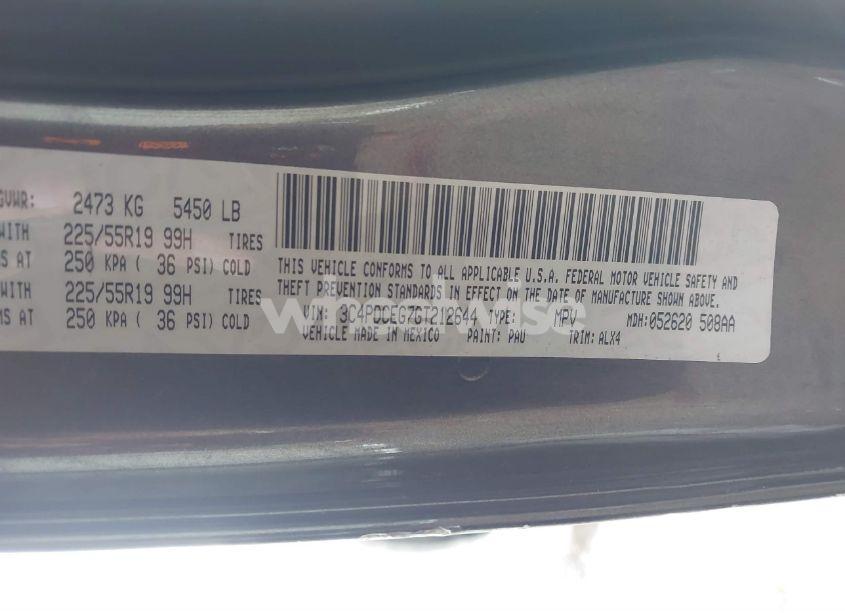 GVWR: 2473 KG 5450 LB
WITH 225/55R19 99H TIRES
S AT 250 KPA ( 36 PSI) COLD
WITH 225/55R19 99H TIRES
MS AT 250 KPA ( 36 PSI) COLD
THIS VEHICLE CONFORMS TO ALL APPLICABLE U.S.A. FEDERAL MOTOR VEHICLE SAFETY AND
THEFT PREVENTION STANDARDS IN EFFECT ON THE DATE OF MANUFACTURE SHOWN ABOVE.
VIN: 3C4PDCEG7GT212644 TYPE: MPV MDH:052620 508AA
VEHICLE MADE IN MEXICO PAINT: PAU TRIM: ALX4